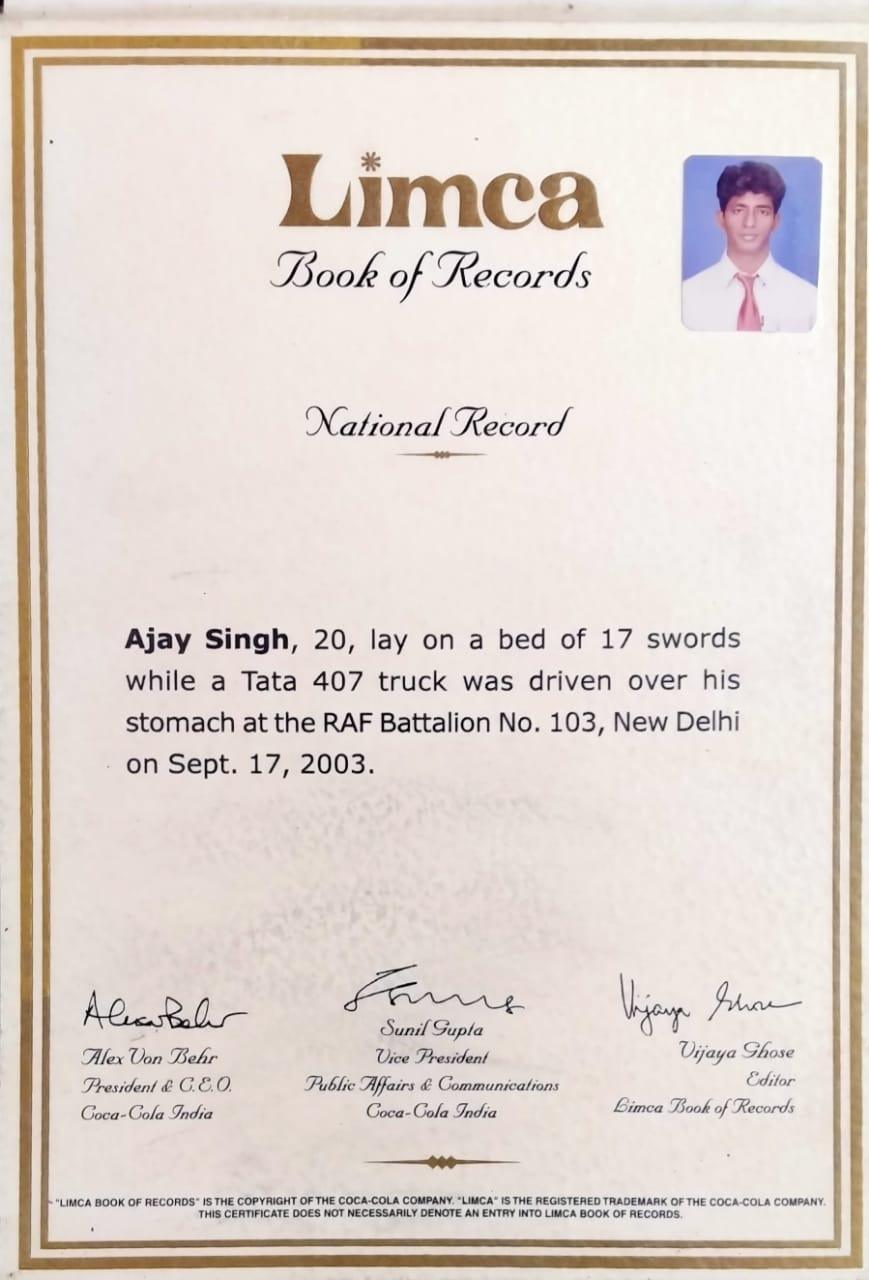 Limca
Book of Records
National Record
Ajay Singh, 20, lay on a bed of 17 swords
while a Tata 407 truck was driven over his
stomach at the RAF Battalion No. 103, New Delhi
on Sept. 17, 2003.
Alex Von Behr
President & C.E.O.
Coca-Cola India
Sunil Gupta
Vice President
Public Affairs & Communications
Coca-Cola India
Vijaya Ghose
Vijaya Ghose
Editor
Limca Book of Records
"LIMCA BOOK OF RECORDS" IS THE COPYRIGHT OF THE COCA-COLA COMPANY. "LIMCA" IS THE REGISTERED TRADEMARK OF THE COCA-COLA COMPANY.
THIS CERTIFICATE DOES NOT NECESSARILY DENOTE AN ENTRY INTO LIMCA BOOK OF RECORDS.